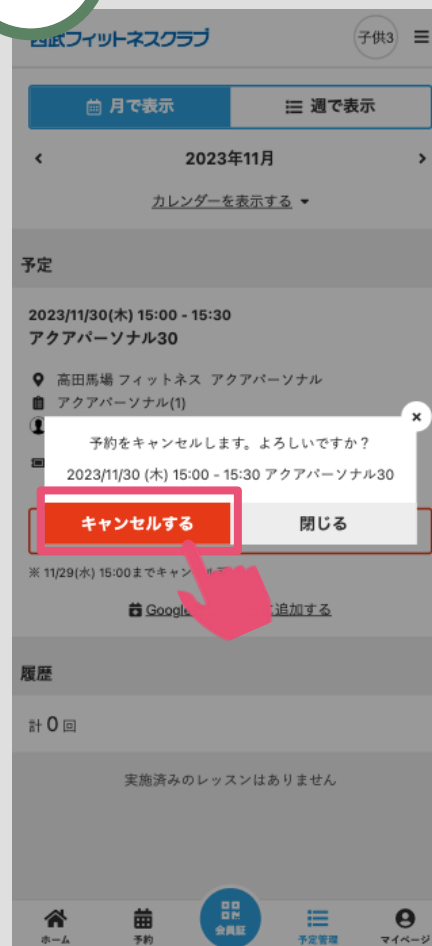 西武フィットネスクラブ
子供3
月で表示
週で表示
2023年11月
カレンダーを表示する
予定
2023/11/30(木) 15:00 - 15:30
アクアパーソナル30
高田馬場 フィットネス アクアパーソナル
アクアパーソナル(1)
予約をキャンセルします。よろしいですか？
2023/11/30 (木) 15:00 - 15:30 アクアパーソナル30
キャンセルする
閉じる
※ 11/29(水) 15:00までキャン
Google
追加する
履歴
計 0 回
実施済みのレッスンはありません
ホーム
予約
会員証
予定管理
マイページ